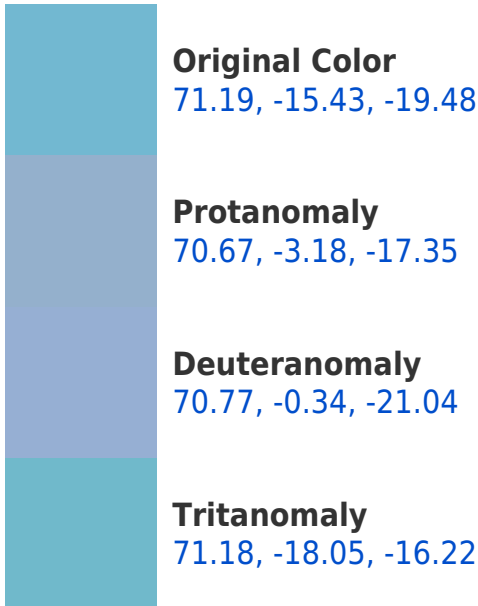 Original Color
71.19, -15.43, -19.48
Protanomaly
70.67, -3.18, -17.35
Deuteranomaly
70.77, -0.34, -21.04
Tritanomaly
71.18, -18.05, -16.22